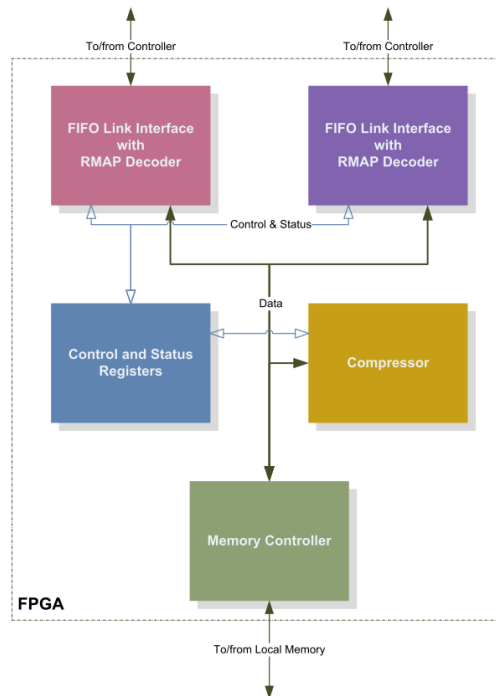 To/from Controller
To/from Controller
FIFO Link Interface
with
RMAP Decoder
FIFO Link Interface
with
RMAP Decoder
Control & Status
Data
Control and Status
Registers
Compressor
Memory Controller
FPGA
To/from Local Memory